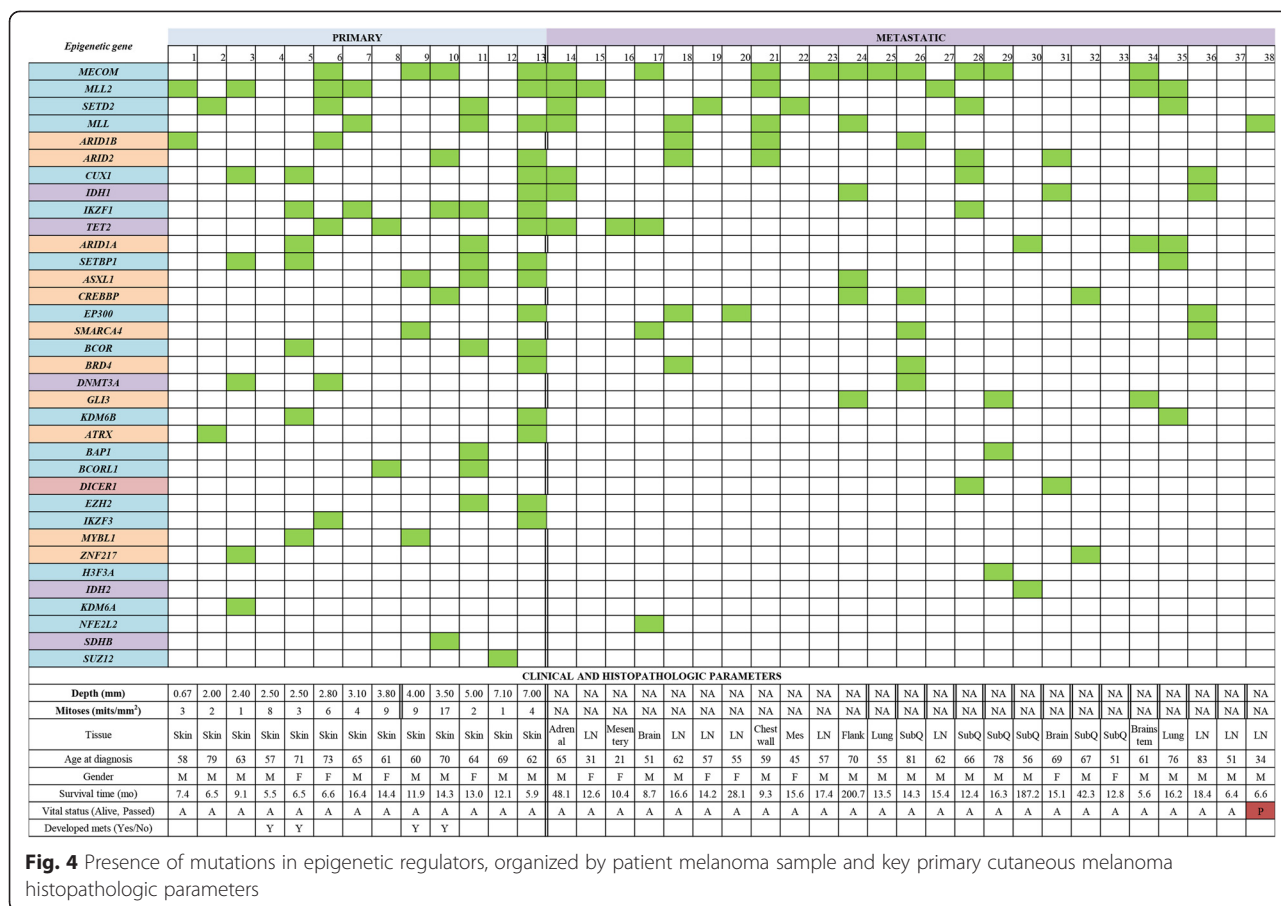 PRIMARY METASTATIC
Epigenetic gene
1 2 3 4 5 6 7 8 9 10 11 12 13 14 15 16 17 18 19 20 21 22 23 24 25 26 27 28 29 30 31 32 33 34 35 36 37 38
MECOM
MLL2
SETD2
MLL
ARID1B
ARID2
CUX1
IDH1
IKZF1
TET2
ARID1A
SETBP1
ASXL1
CREBBP
EP300
SMARCA4
BCOR
BRD4
DNMT3A
GLI3
KDM6B
ATRX
BAP1
BCORL1
DICER1
EZH2
IKZF3
MYBL1
ZNF217
H3F3A
IDH2
KDM6A
NFE2L2
SDHB
SUZ12
CLINICAL AND HISTOPATHOLOGIC PARAMETERS
Depth (mm) 0.67 2.00 2.40 2.50 2.50 2.80 3.10 3.80 4.00 3.50 5.00 7.10 7.00 NA NA NA NA NA NA NA NA NA NA NA NA NA NA NA NA NA NA NA NA NA NA NA NA NA
Mitoses (mits/mm²) 3 2 1 8 3 6 4 9 9 17 2 1 4 NA NA NA NA NA NA NA NA NA NA NA NA NA NA NA NA NA NA NA NA NA NA NA NA NA
Tissue Skin Skin Skin Skin Skin Skin Skin Skin Skin Skin Skin Skin Skin Adren al LN Mesen tery Brain LN LN LN Chest wall Mes LN Flank Lung SubQ LN SubQ SubQ SubQ Brain SubQ SubQ Brains tem Lung LN LN LN
Age at diagnosis 58 79 63 57 71 73 65 61 60 70 64 69 62 65 31 21 51 62 57 55 59 45 57 70 55 81 62 66 78 56 69 67 51 61 76 83 51 34
Gender M M M F F M M F M M F M M M F F M M F F M F M M M M M M M M F M F M M M M M
Survival time (mo) 7.4 6.5 9.1 5.5 6.5 6.6 16.4 14.4 11.9 14.3 13.0 12.1 5.9 48.1 12.6 10.4 8.7 16.6 14.2 28.1 9.3 15.6 17.4 200.7 13.5 14.3 15.4 12.4 16.3 187.2 15.1 42.3 12.8 5.6 16.2 18.4 6.4 6.6
Vital status (Alive, Passed) A A A A A A A A A A A A A A A A A A A A A A A A A A A A A A A A A A A A A P
Developed mets (Yes/No) Y Y Y Y
Fig. 4 Presence of mutations in epigenetic regulators, organized by patient melanoma sample and key primary cutaneous melanoma
histopathologic parameters